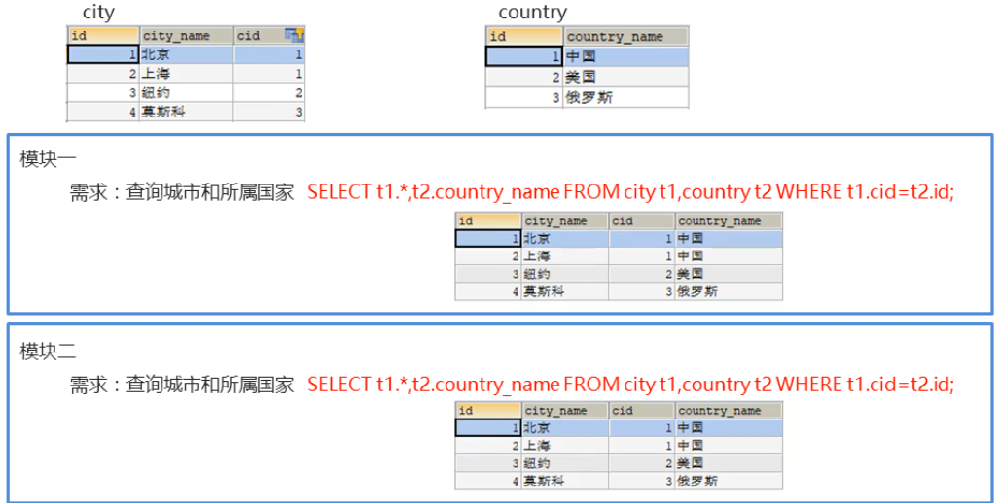 city
country
id city_name cid
1 北京 1
2 上海 1
3 纽约 2
4 莫斯科 3
id country_name
1 中国
2 美国
3 俄罗斯
模块一
需求：查询城市和所属国家 SELECT t1.*,t2.country_name FROM city t1,country t2 WHERE t1.cid=t2.id;
id city_name cid country_name
1 北京 1 中国
2 上海 1 中国
3 纽约 2 美国
4 莫斯科 3 俄罗斯
模块二
需求：查询城市和所属国家 SELECT t1.*,t2.country_name FROM city t1,country t2 WHERE t1.cid=t2.id;
id city_name cid country_name
1 北京 1 中国
2 上海 1 中国
3 纽约 2 美国
4 莫斯科 3 俄罗斯